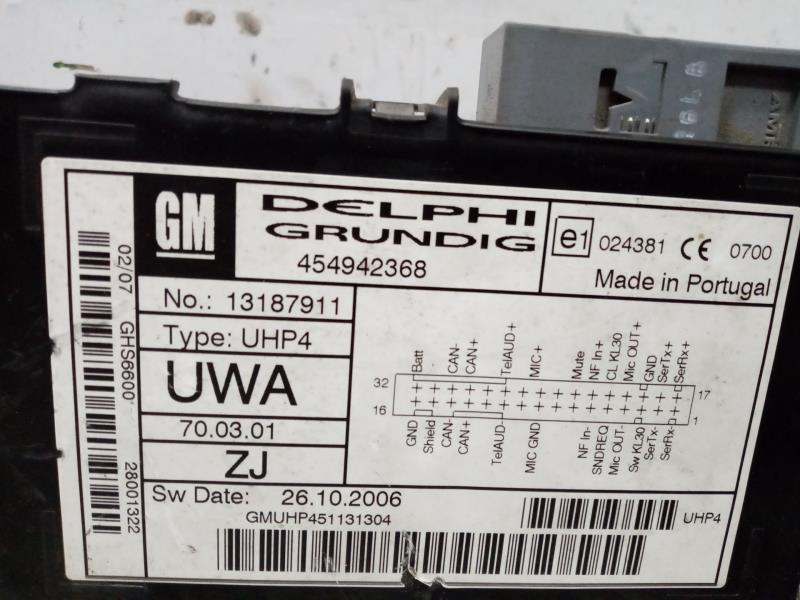 GM
DELPHI
GRUNDIG
454942368
e1 024381 CE 0700
Made in Portugal
No.: 13187911
Type: UHP4
UWA
70.03.01
ZJ
Sw Date: 26.10.2006
GMUHP451131304
UHP4
02/07 GHS6600 28001322
Batt CAN- CAN+ TelAUD+ MIC+ Mute NF In+ CL KL30 Mic OUT+ GND SerTx+ SerRx+
32 17
16 1
GND Shield CAN- CAN+ TelAUD- MIC GND NF In- SNDREQ Mic OUT- Sw KL30 SerTx- SerRx-